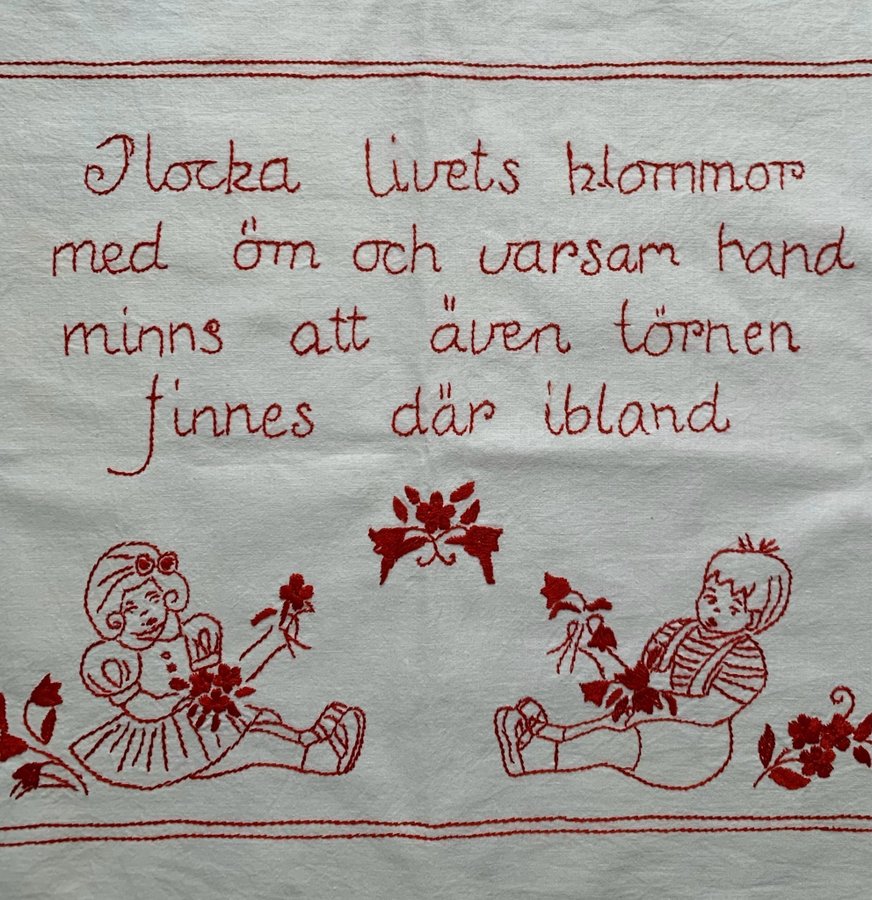 Plocka livets blommor
med öm och varsam hand
minns att även törnen
finnes där ibland